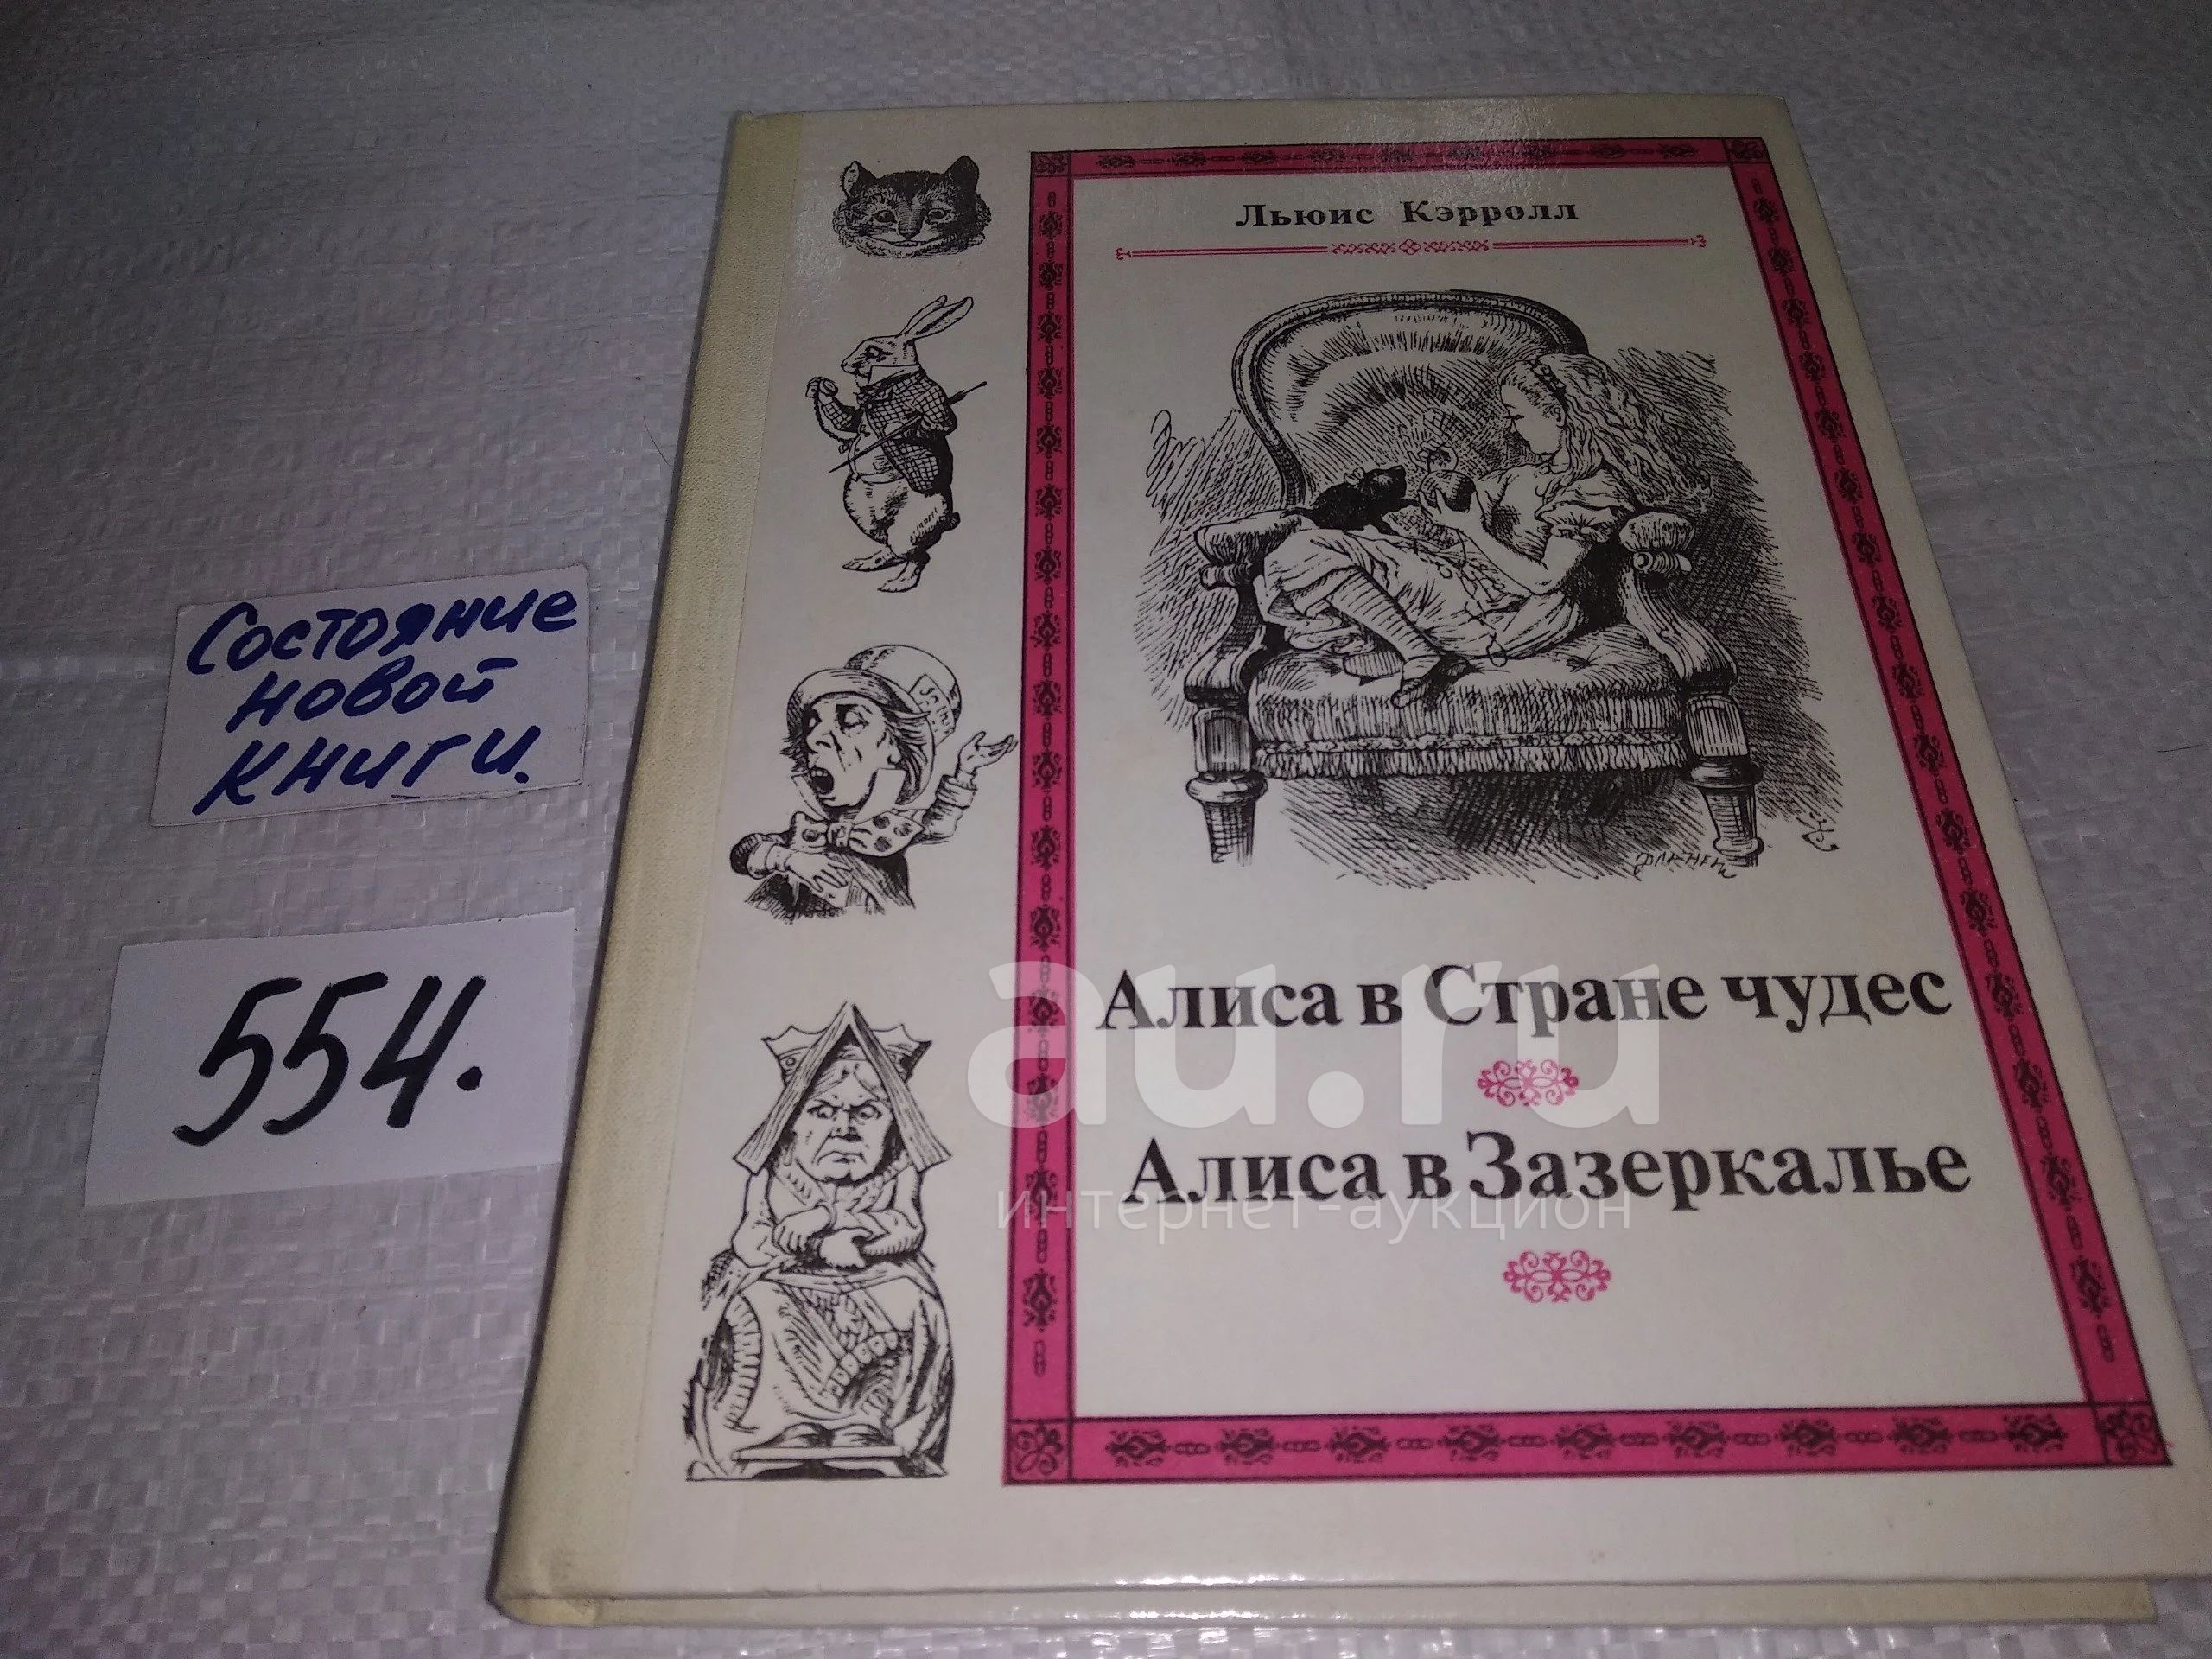 Льюис Кэрролл
Состояние
новой
книги.
554.
Алиса в Стране чудес
au.ru
Алиса в Зазеркалье
интернет-аукцион